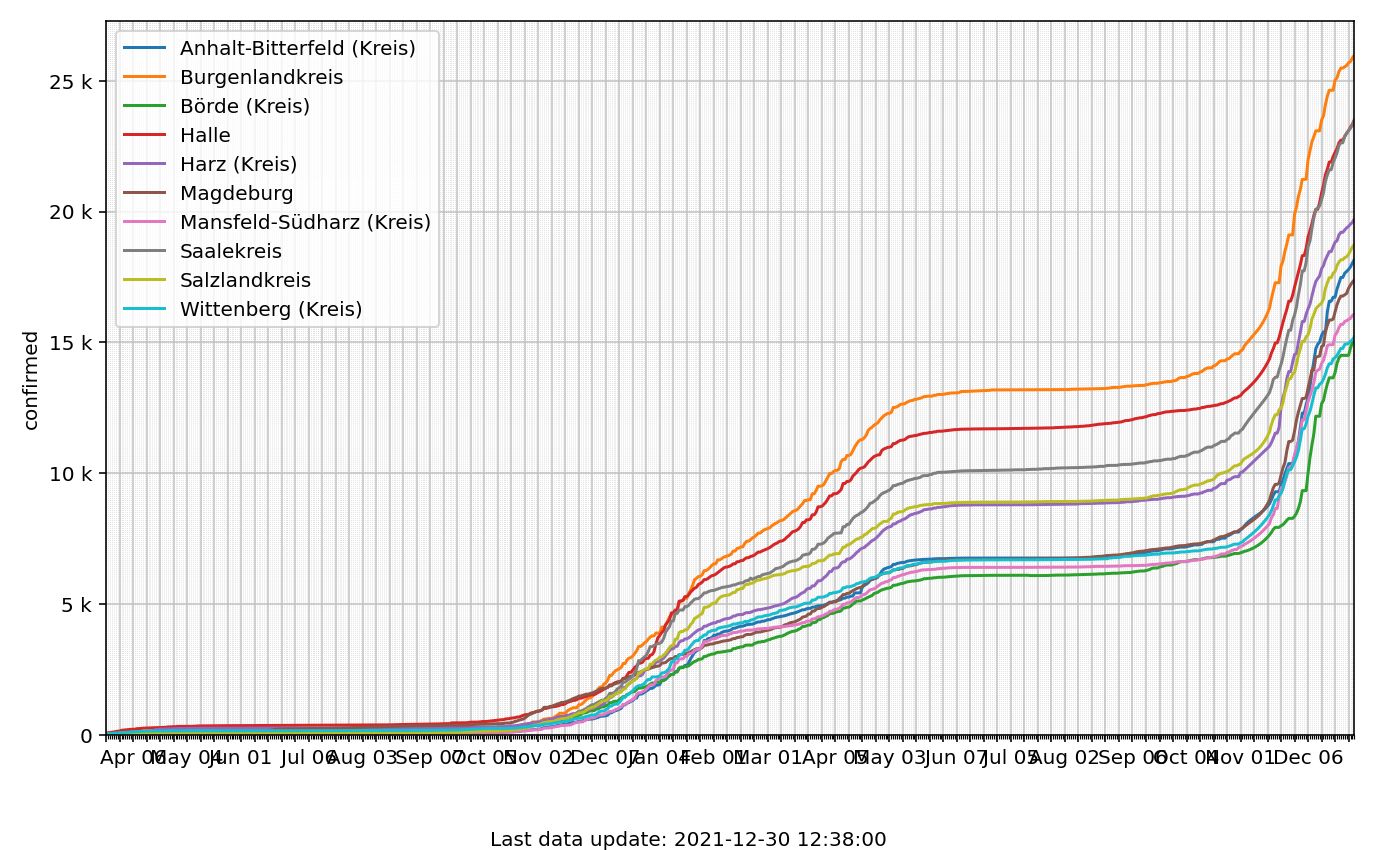 Anhalt-Bitterfeld (Kreis)
Burgenlandkreis
Börde (Kreis)
Halle
Harz (Kreis)
Magdeburg
Mansfeld-Südharz (Kreis)
Saalekreis
Salzlandkreis
Wittenberg (Kreis)
25 k
20 k
15 k
10 k
5 k
0
confirmed
Apr 06 May 04 Jun 01 Jul 06 Aug 03 Sep 07 Oct 05 Nov 02 Dec 07 Jan 04 Feb 01 Mar 01 Apr 05 May 03 Jun 07 Jul 05 Aug 02 Sep 06 Oct 04 Nov 01 Dec 06
Last data update: 2021-12-30 12:38:00